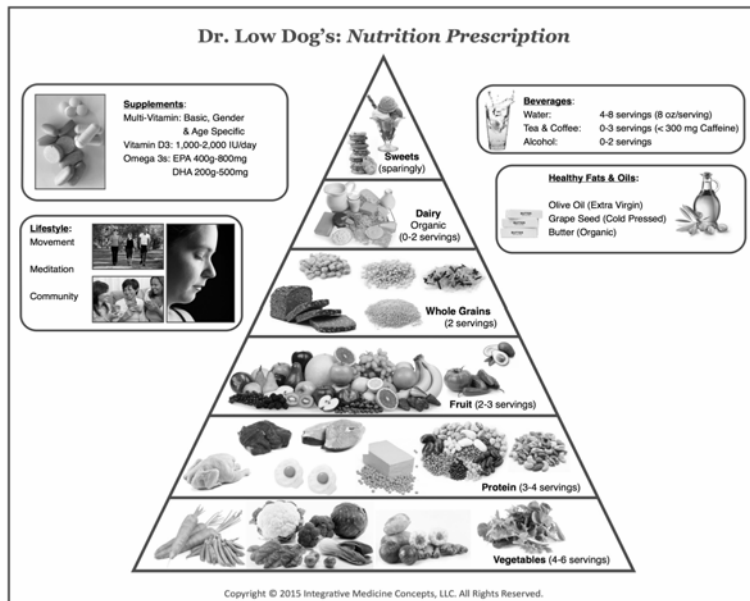 Dr. Low Dog's: Nutrition Prescription
Supplements:
Multi-Vitamin: Basic, Gender
& Age Specific
Vitamin D3: 1,000-2,000 IU/day
Omega 3s: EPA 400g-800mg
DHA 200g-500mg
Beverages:
Water: 4-8 servings (8 oz/serving)
Tea & Coffee: 0-3 servings (< 300 mg Caffeine)
Alcohol: 0-2 servings
Healthy Fats & Oils:
Olive Oil (Extra Virgin)
Grape Seed (Cold Pressed)
Butter (Organic)
Lifestyle:
Movement
Meditation
Community
Sweets
(sparingly)
Dairy
Organic
(0-2 servings)
Whole Grains
(2 servings)
Fruit (2-3 servings)
Protein (3-4 servings)
Vegetables (4-6 servings)
Copyright © 2015 Integrative Medicine Concepts, LLC. All Rights Reserved.